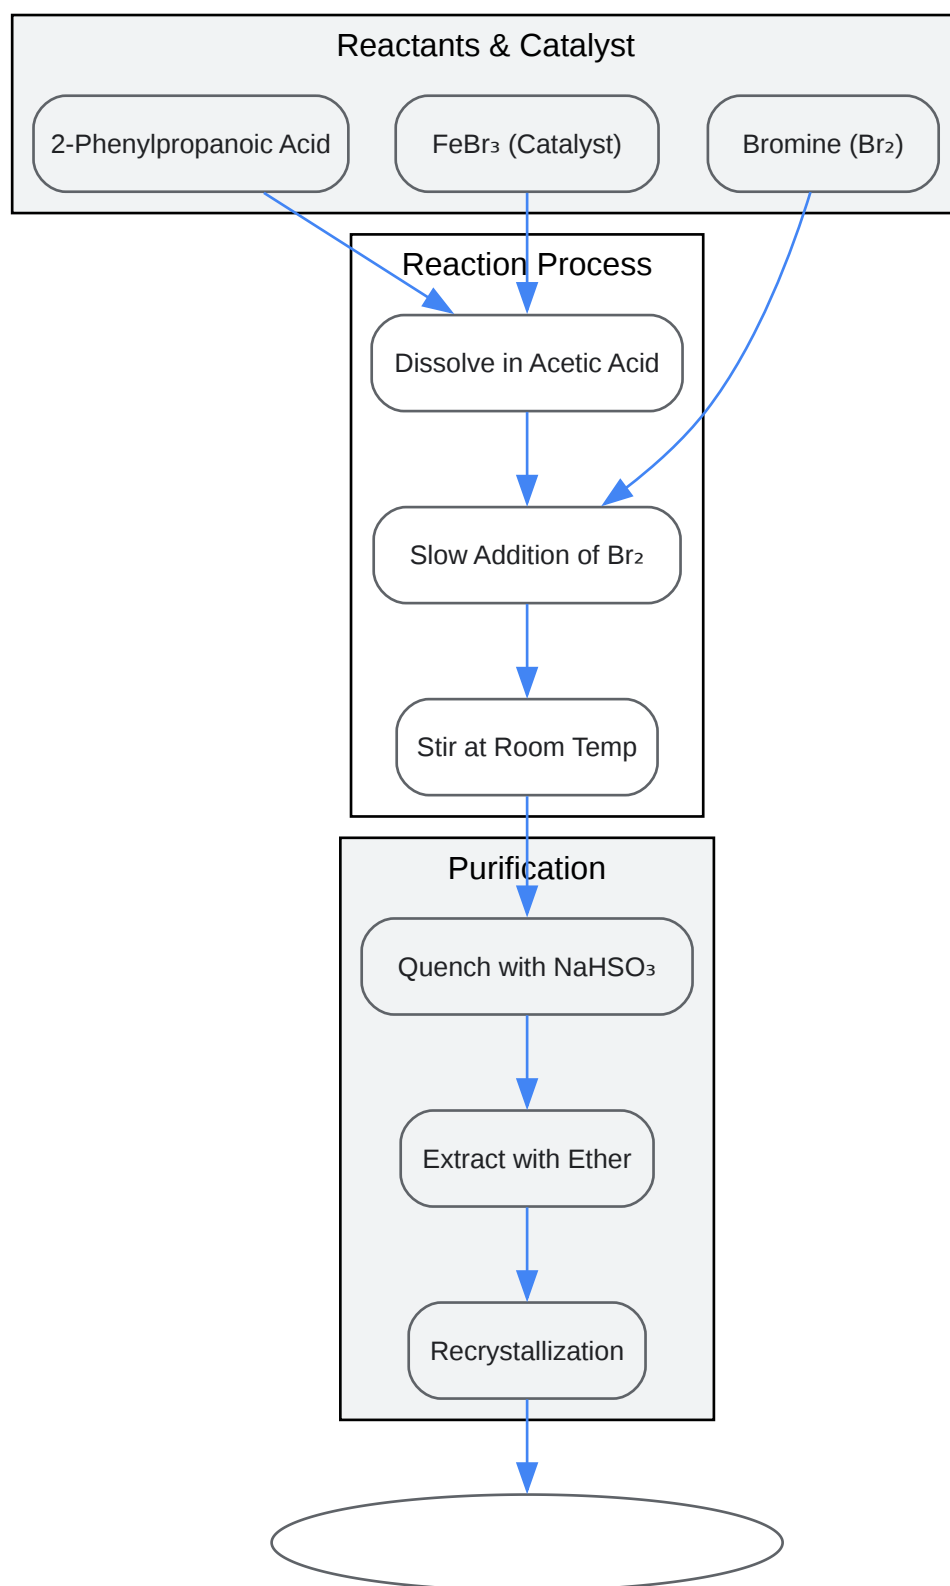 Reactants & Catalyst
2-Phenylpropanoic Acid
FeBr₃ (Catalyst)
Bromine (Br₂)
Reaction Process
Dissolve in Acetic Acid
Slow Addition of Br₂
Stir at Room Temp
Purification
Quench with NaHSO₃
Extract with Ether
Recrystallization